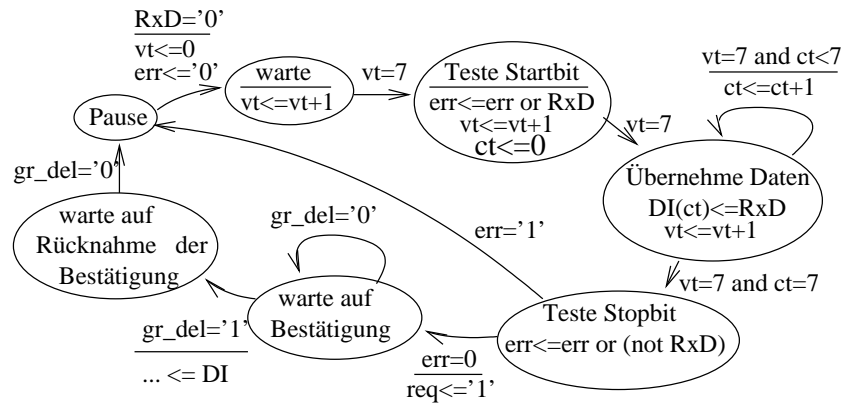 RxD='0'
vt<=0
err<='0'
warte
vt<=vt+1
vt=7
Teste Startbit
err<=err or RxD
vt<=vt+1
ct<=0
vt=7 and ct<7
ct<=ct+1
Pause
vt=7
gr_del='0'
Übernehme Daten
DI(ct)<=RxD
vt<=vt+1
warte auf
Rücknahme der
Bestätigung
gr_del='0'
err='1'
vt=7 and ct=7
warte auf
Bestätigung
Teste Stopbit
err<=err or (not RxD)
gr_del='1'
... <= DI
err=0
req<='1'